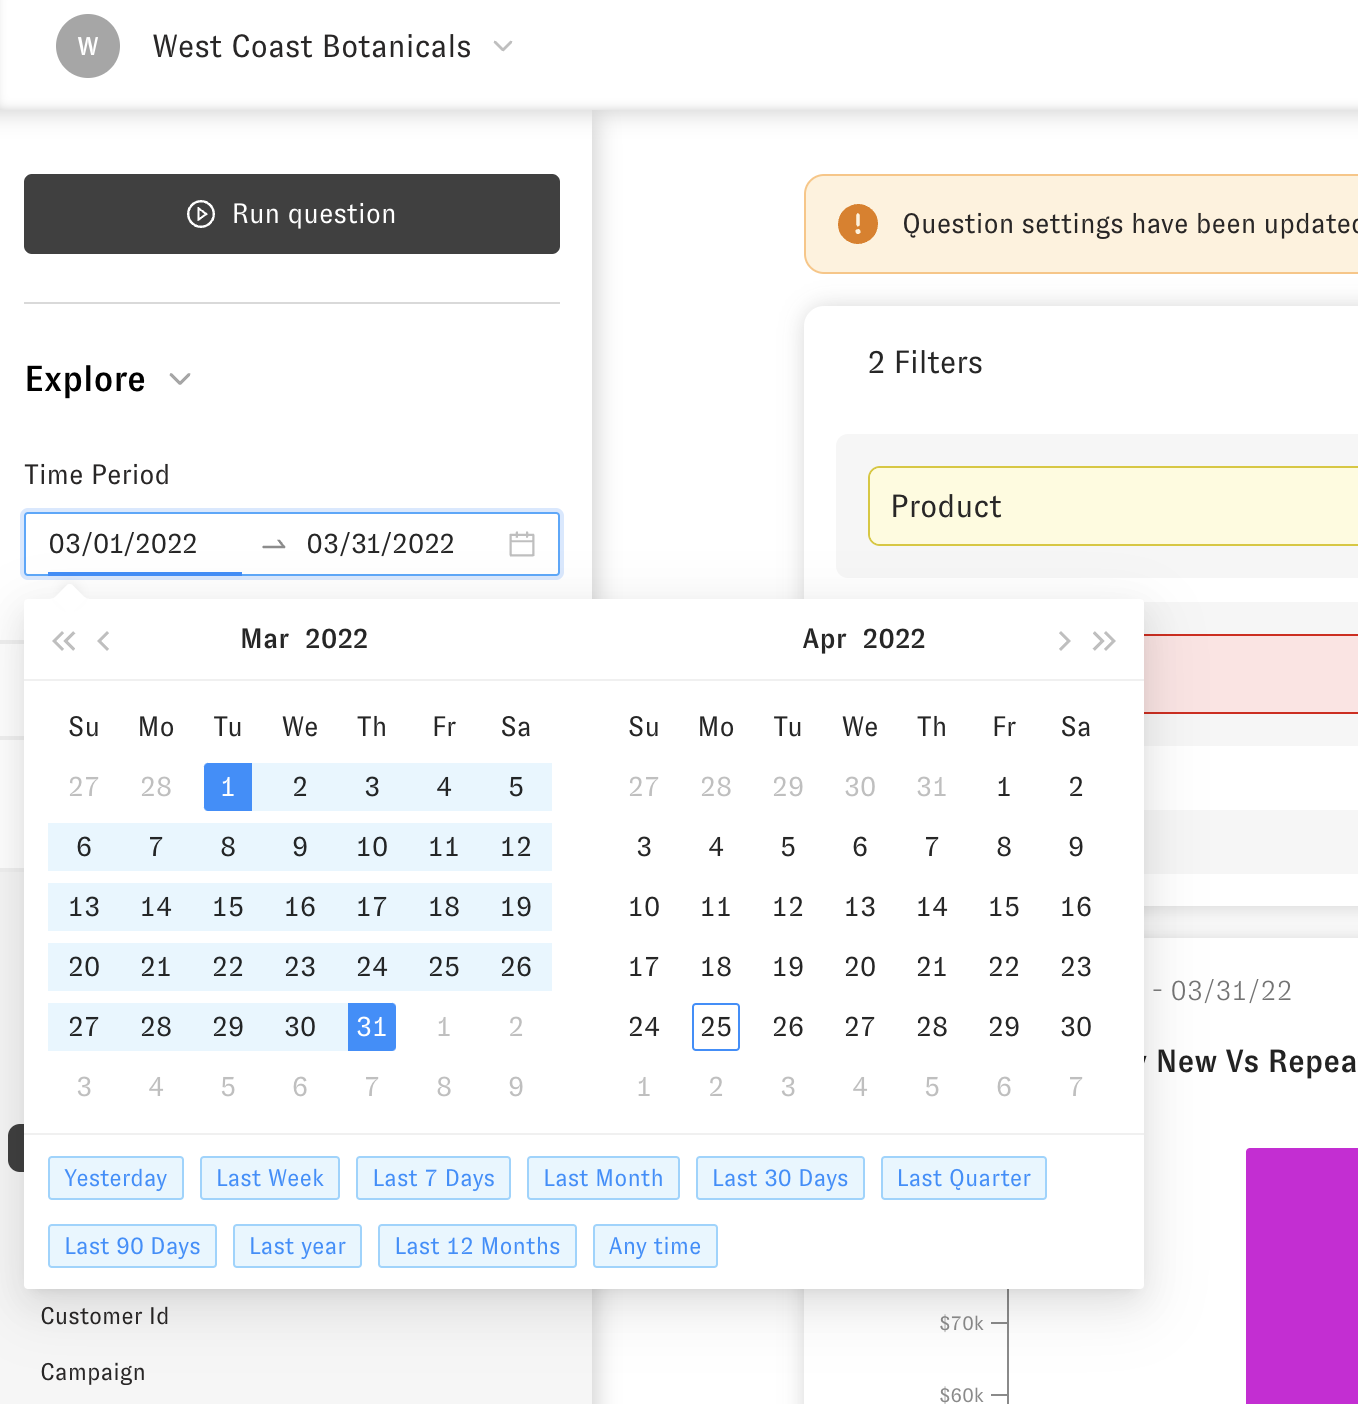 W
West Coast Botanicals
Run question
Question settings have been updated
Explore
2 Filters
Time Period
03/01/2022 → 03/31/2022
Product
Mar 2022
Apr 2022
Su Mo Tu We Th Fr Sa
27 28 1 2 3 4 5
6 7 8 9 10 11 12
13 14 15 16 17 18 19
20 21 22 23 24 25 26
27 28 29 30 31 1 2
3 4 5 6 7 8 9
Su Mo Tu We Th Fr Sa
27 28 29 30 31 1 2
3 4 5 6 7 8 9
10 11 12 13 14 15 16
17 18 19 20 21 22 23
24 25 26 27 28 29 30
1 2 3 4 5 6 7
- 03/31/22
New Vs Repea
Yesterday Last Week Last 7 Days Last Month Last 30 Days Last Quarter
Last 90 Days Last year Last 12 Months Any time
Customer Id
Campaign
$70k
$60k